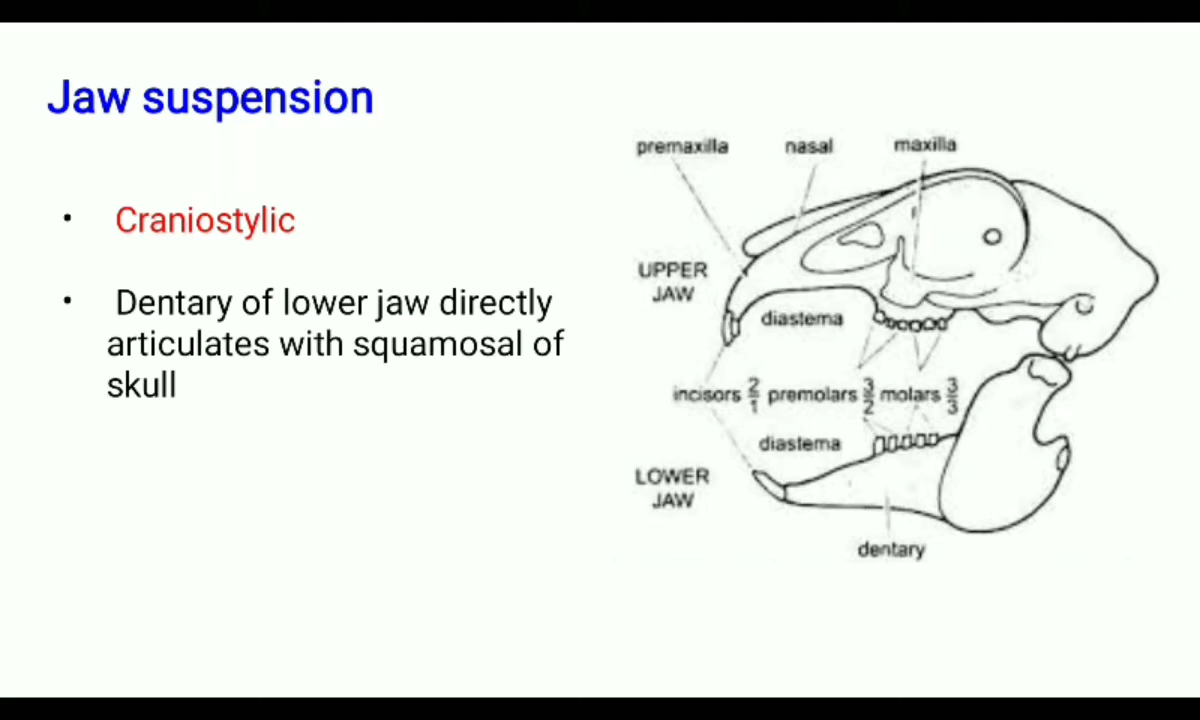 Jaw suspension
• Craniostylic
• Dentary of lower jaw directly
articulates with squamosal of
skull
premaxilla nasal maxilla
UPPER
JAW
diastema
incisors 2/1 premolars 3/2 molars 3/3
diastema
LOWER
JAW
dentary